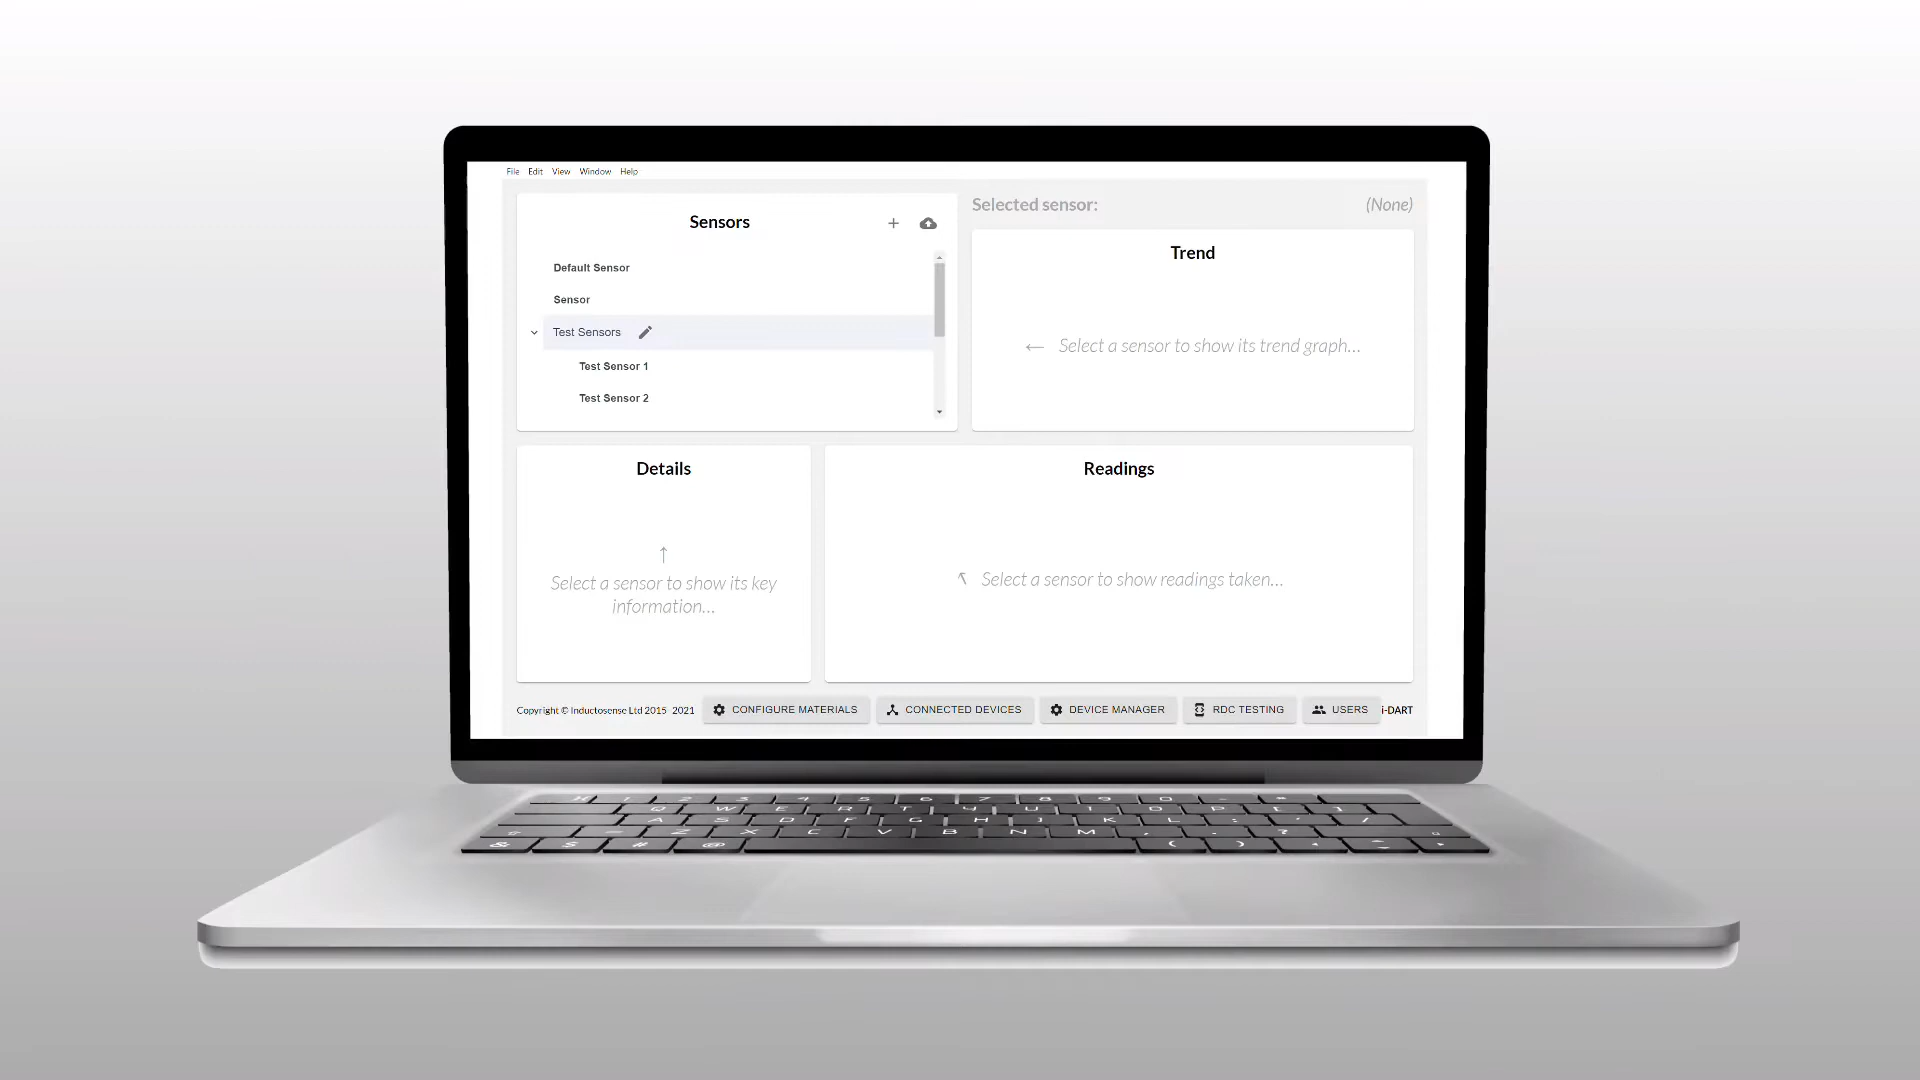 File Edit View Window Help
Sensors
Default Sensor
Sensor
Test Sensors
Test Sensor 1
Test Sensor 2
Selected sensor: (None)
Trend
← Select a sensor to show its trend graph...
Details
↑
Select a sensor to show its key
information...
Readings
↖ Select a sensor to show readings taken...
Copyright © Inductosense Ltd 2015 2021 CONFIGURE MATERIALS CONNECTED DEVICES DEVICE MANAGER RDC TESTING USERS i-DART